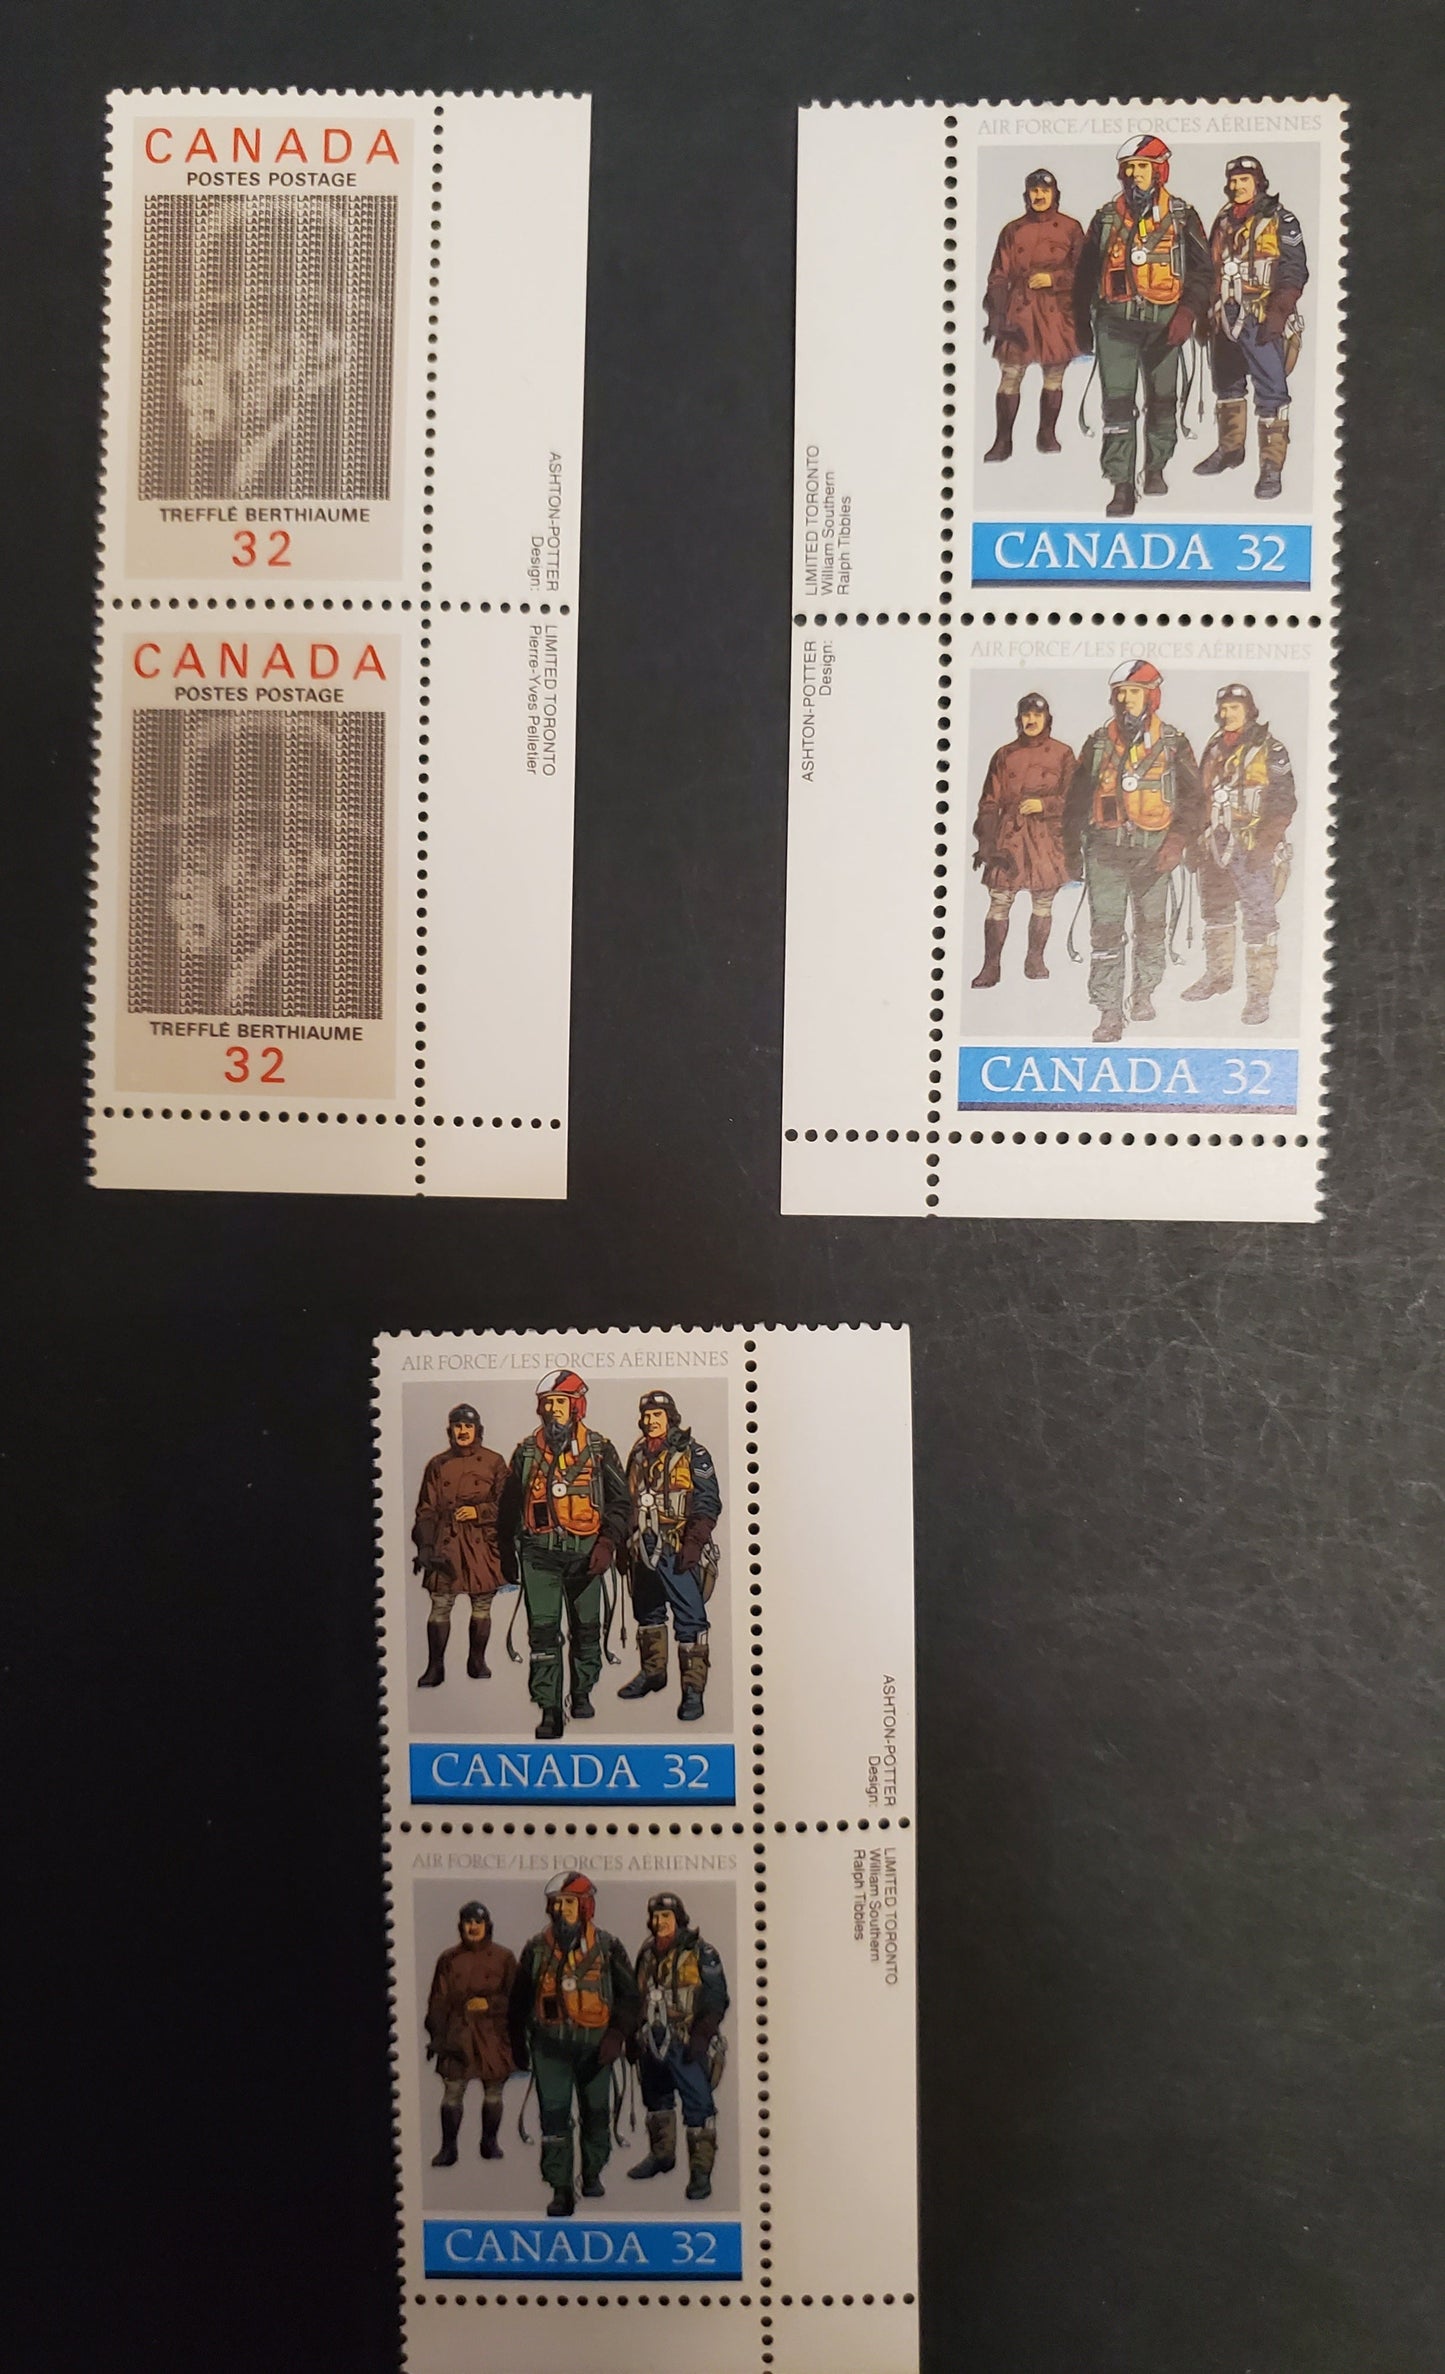 CANADA
POSTES POSTAGE
LAPRESSELAPRESSELAPRESSELAPRESSELAPRESSE
TREFFLÉ BERTHIAUME
32
CANADA
POSTES POSTAGE
LAPRESSELAPRESSELAPRESSELAPRESSELAPRESSE
TREFFLÉ BERTHIAUME
32
ASHTON-POTTER
Design:
LIMITED TORONTO
Pierre-Yves Pelletier
AIR FORCE/LES FORCES AÉRIENNES
CANADA 32
AIR FORCE/LES FORCES AÉRIENNES
CANADA 32
LIMITED TORONTO
William Southern
Ralph Tibbles
ASHTON-POTTER
Design:
AIR FORCE/LES FORCES AÉRIENNES
CANADA 32
AIR FORCE/LES FORCES AÉRIENNES
CANADA 32
ASHTON-POTTER
Design:
LIMITED TORONTO
William Southern
Ralph Tibbles